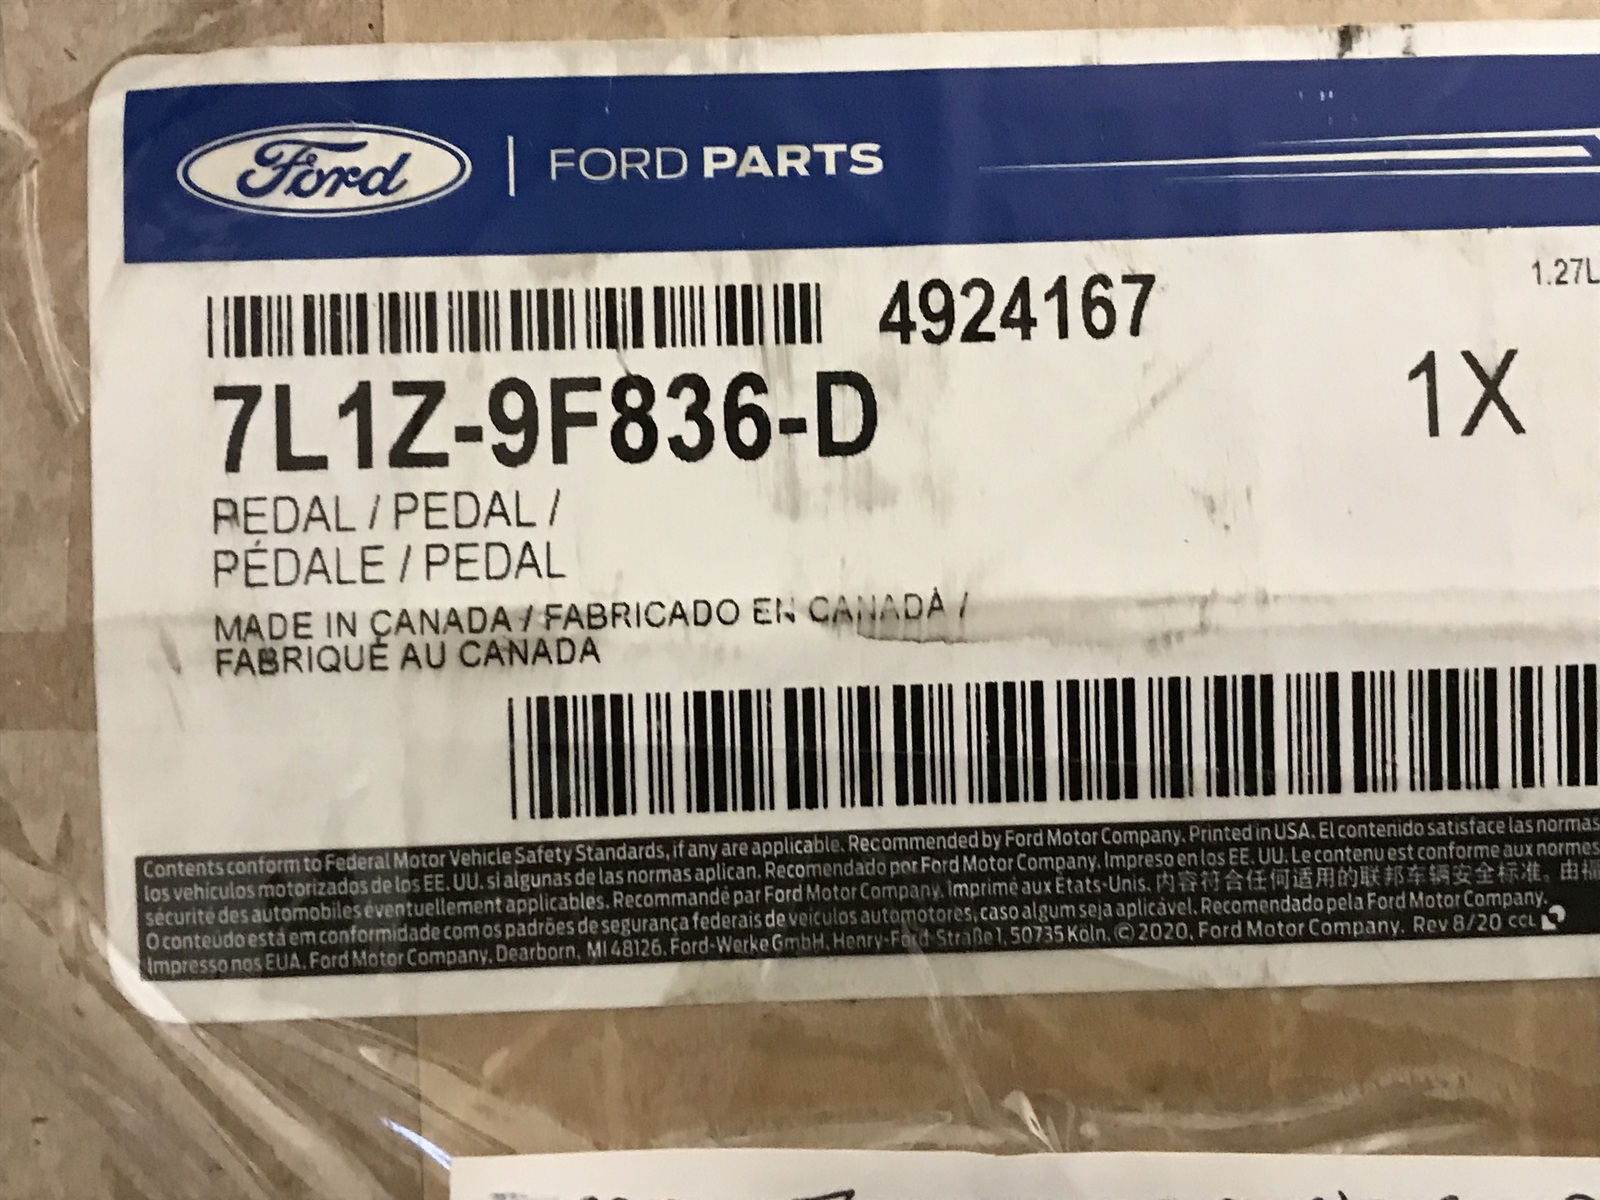 Ford | FORD PARTS
4924167
1.27L
7L1Z-9F836-D
1X
PEDAL / PEDAL /
PÉDALE / PEDAL
MADE IN CANADA / FABRICADO EN CANADÁ /
FABRIQUÉ AU CANADA
Contents conform to Federal Motor Vehicle Safety Standards, if any are applicable. Recommended by Ford Motor Company. Printed in USA. El contenido satisface las normas
los vehículos motorizados de los EE. UU. si algunas de las normas aplican. Recomendado por Ford Motor Company. Impreso en los EE. UU. Le contenu est conforme aux normes
sécurité des automobiles éventuellement applicables. Recommandé par Ford Motor Company. Imprimé aux États-Unis. 内容符合任何适用的联邦车辆安全标准。由福
O conteúdo está em conformidade com os padrões de segurança federais de veículos automotores, caso algum seja aplicável. Recomendado pela Ford Motor Company.
Impresso nos EUA. Ford Motor Company, Dearborn, MI 48126. Ford-Werke GmbH, Henry-Ford-Straße 1, 50735 Köln. © 2020, Ford Motor Company. Rev 8/20 CCL